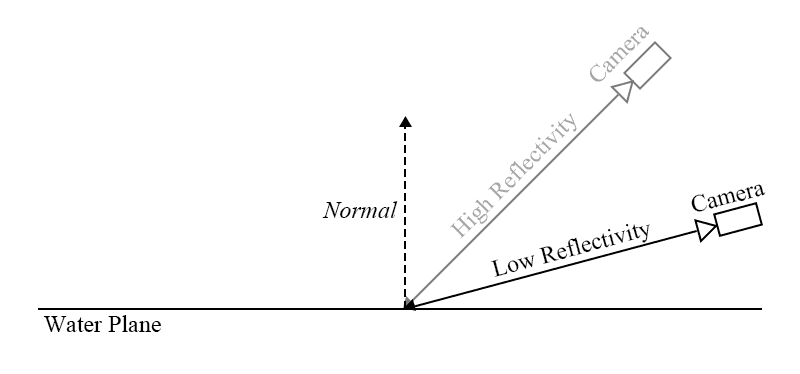 Camera
High Reflectivity
Camera
Normal
Low Reflectivity
Water Plane